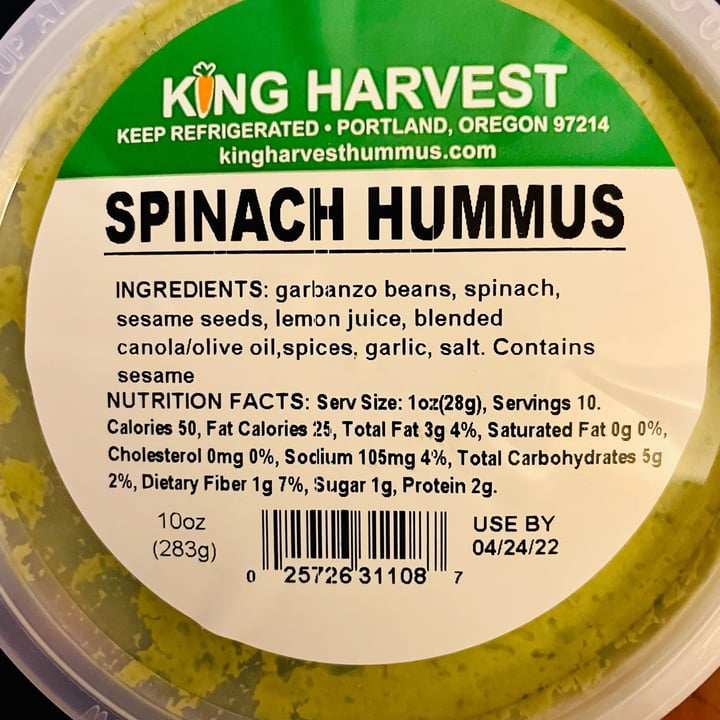 KING HARVEST
KEEP REFRIGERATED • PORTLAND, OREGON 97214
kingharvesthummus.com
SPINACH HUMMUS
INGREDIENTS: garbanzo beans, spinach,
sesame seeds, lemon juice, blended
canola/olive oil,spices, garlic, salt. Contains
sesame
NUTRITION FACTS: Serv Size: 1oz(28g), Servings 10.
Calories 50, Fat Calories 25, Total Fat 3g 4%, Saturated Fat 0g 0%,
Cholesterol 0mg 0%, Sodium 105mg 4%, Total Carbohydrates 5g
2%, Dietary Fiber 1g 7%, Sugar 1g, Protein 2g.
10oz
(283g)
0 25726 31108 7
USE BY
04/24/22